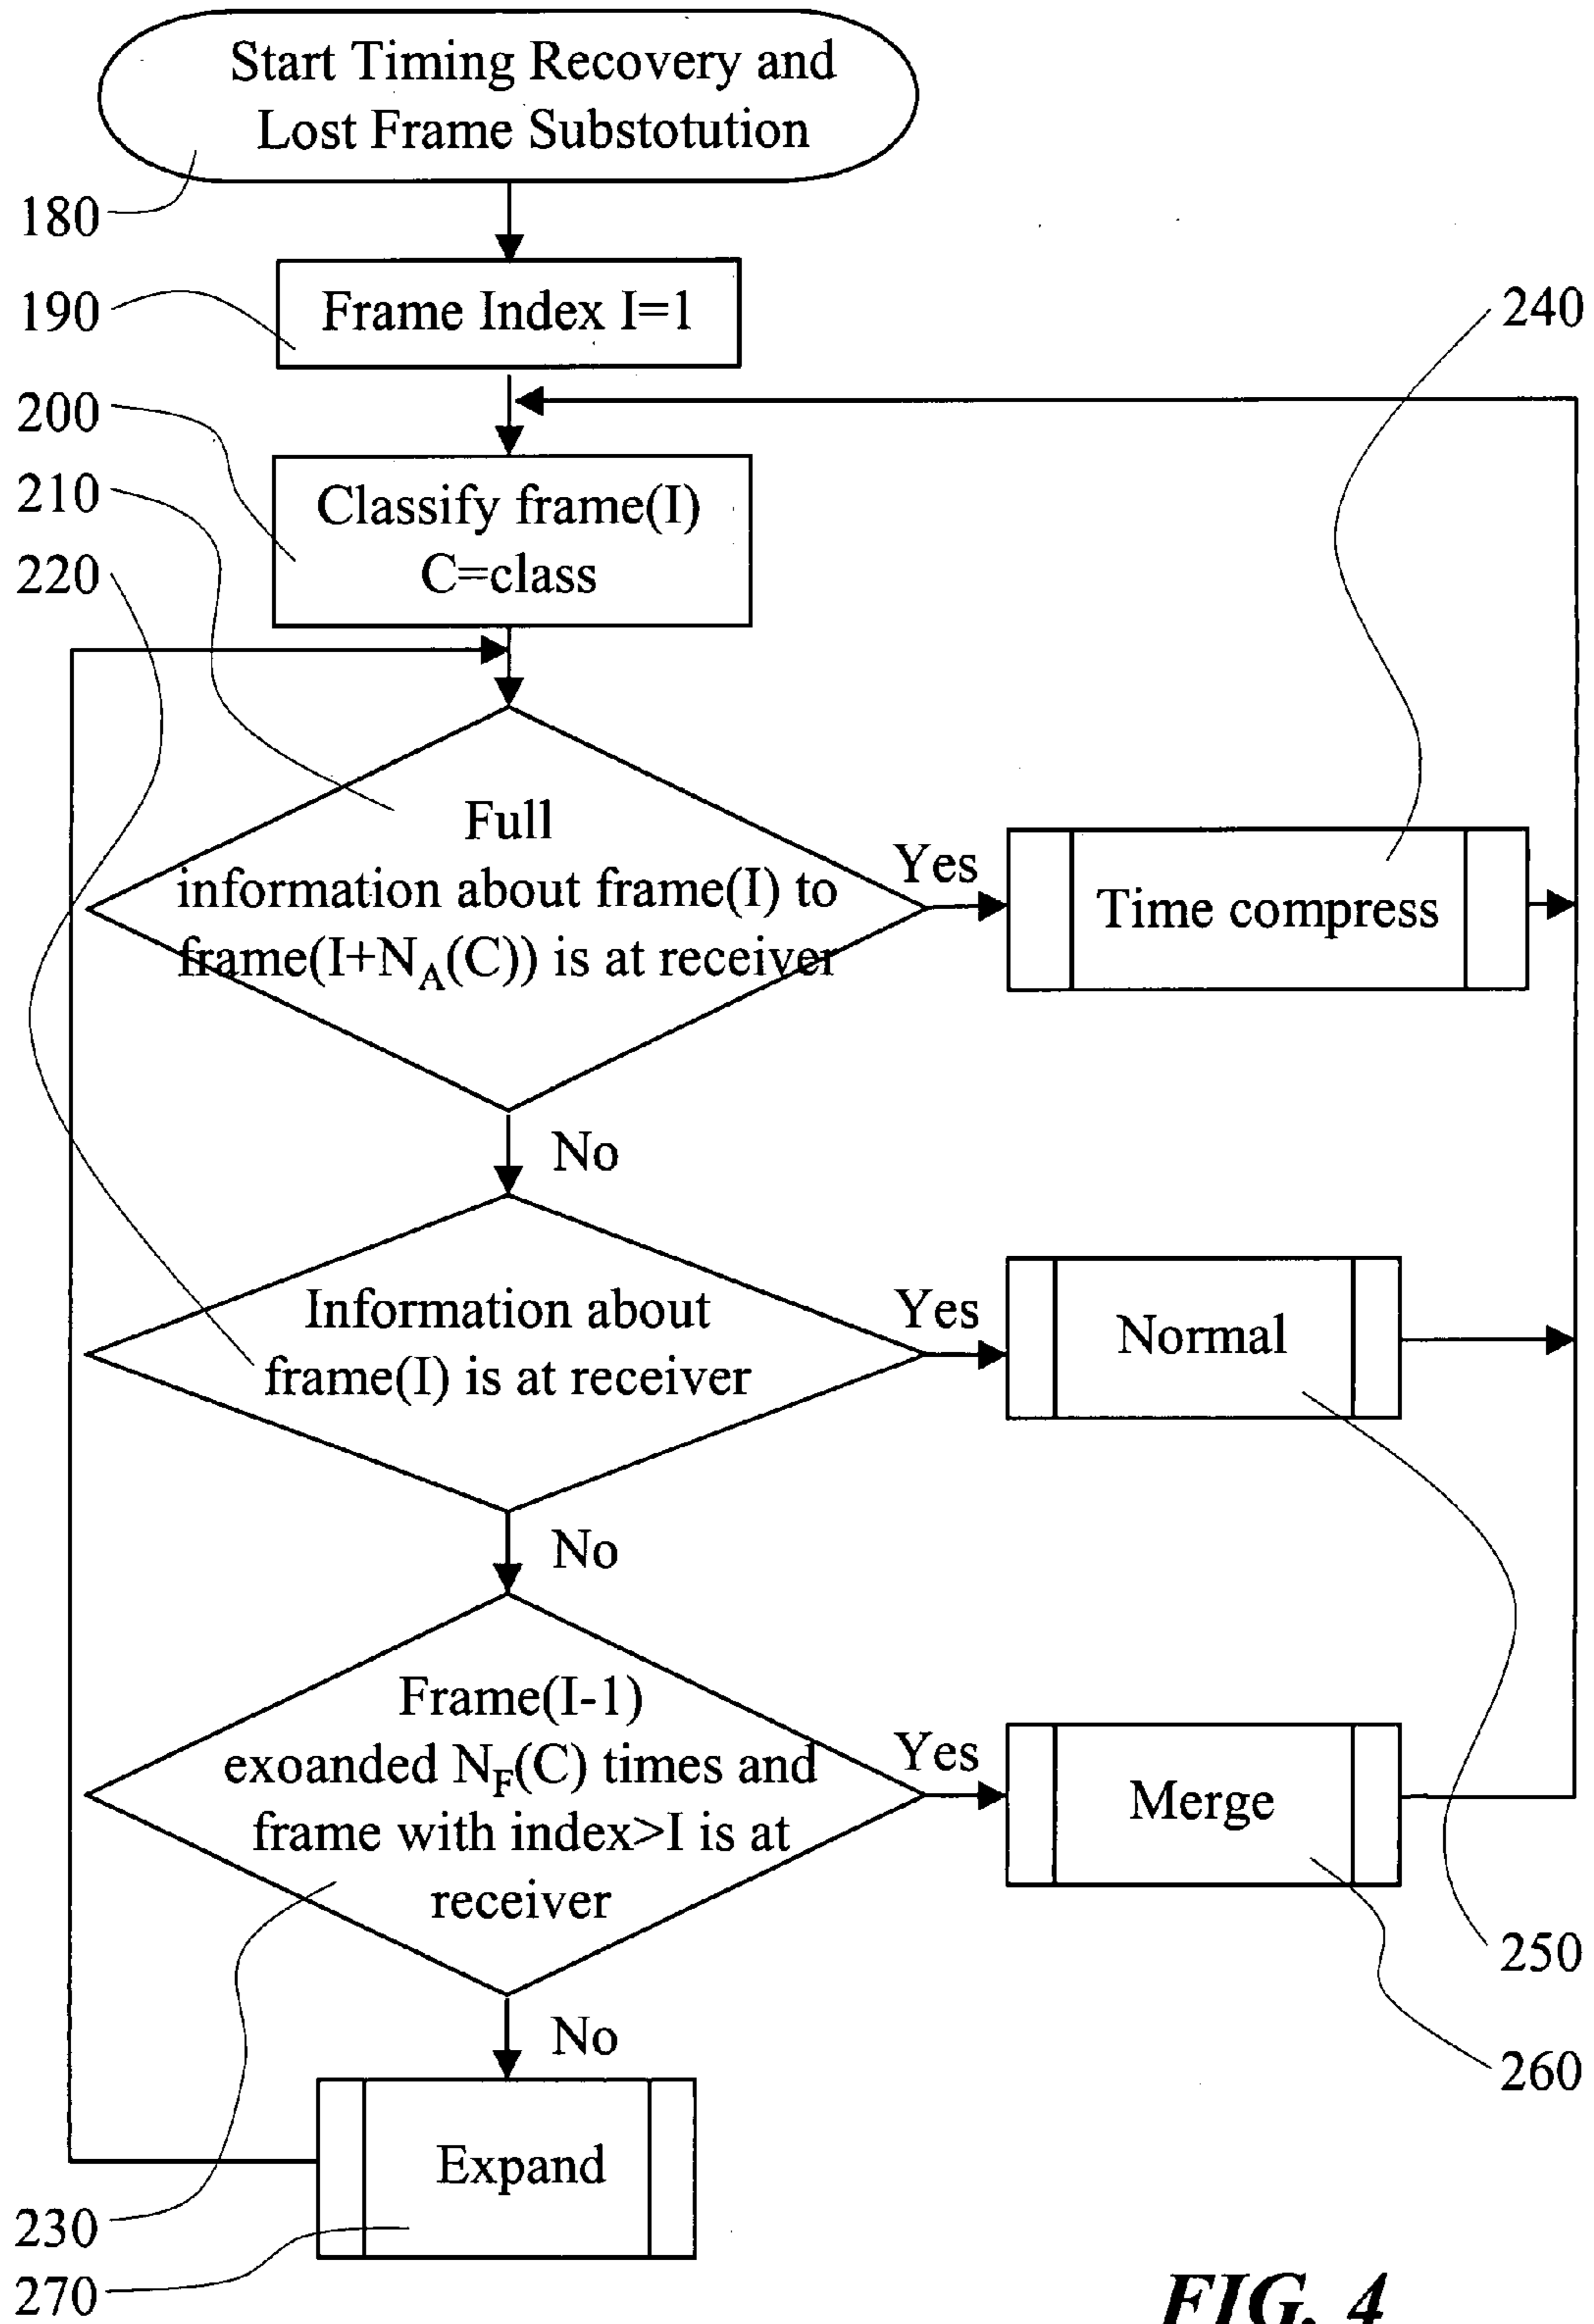 Start Timing Recovery and
Lost Frame Substotution
180
Frame Index I=1
190
240
200
Classify frame(I)
C=class
210
220
Full
information about frame(I) to
frame(I+N_A(C)) is at receiver
Yes
Time compress
No
Information about
frame(I) is at receiver
Yes
Normal
No
Frame(I-1)
exoanded N_F(C) times and
frame with index>I is at
receiver
Yes
Merge
250
260
No
Expand
230
270
FIG. 4